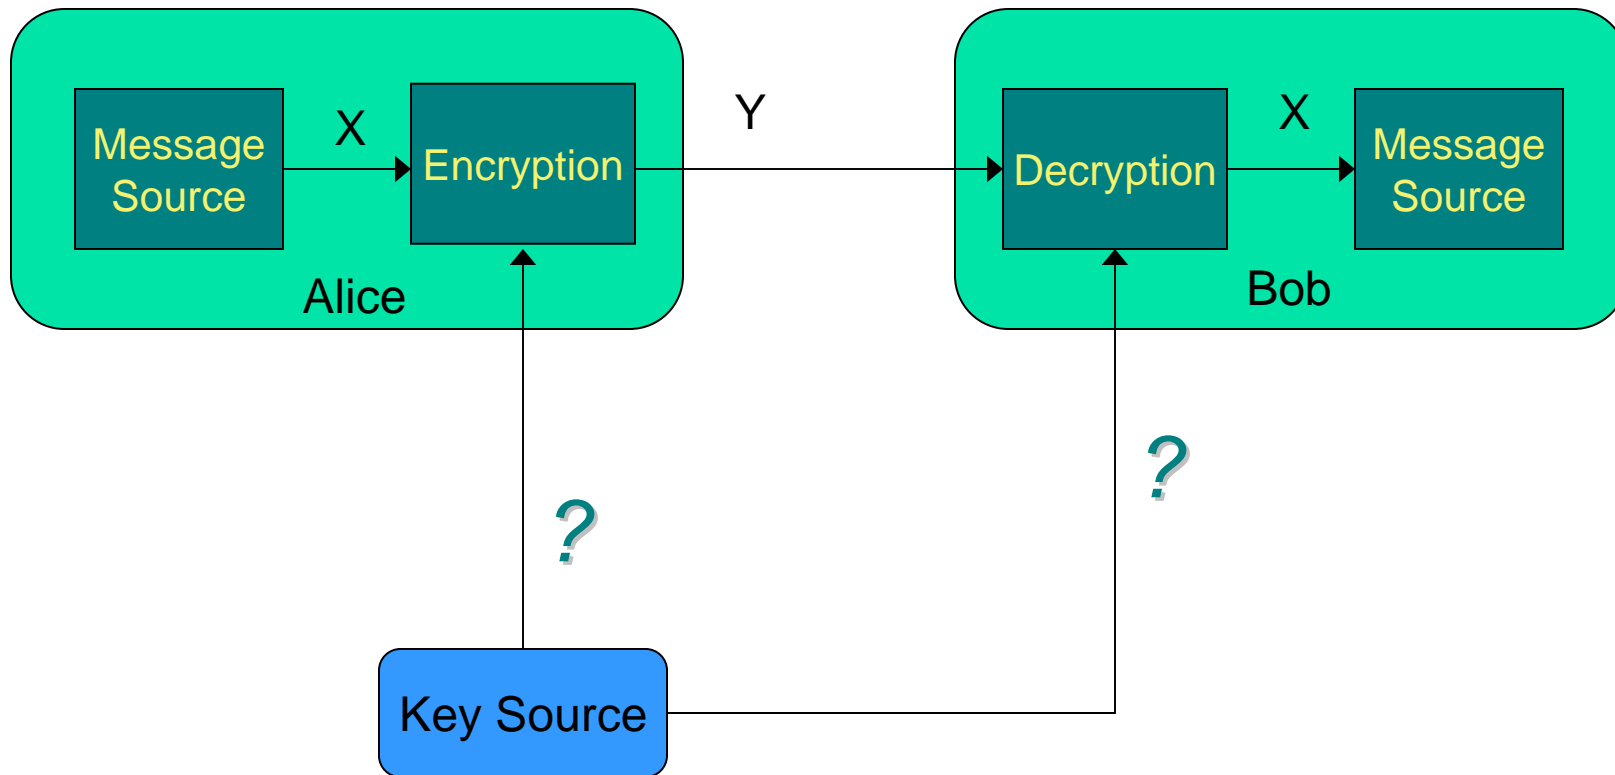 Message
Source
X
Encryption
Alice
Y
Decryption
X
Message
Source
Bob
?
?
Key Source